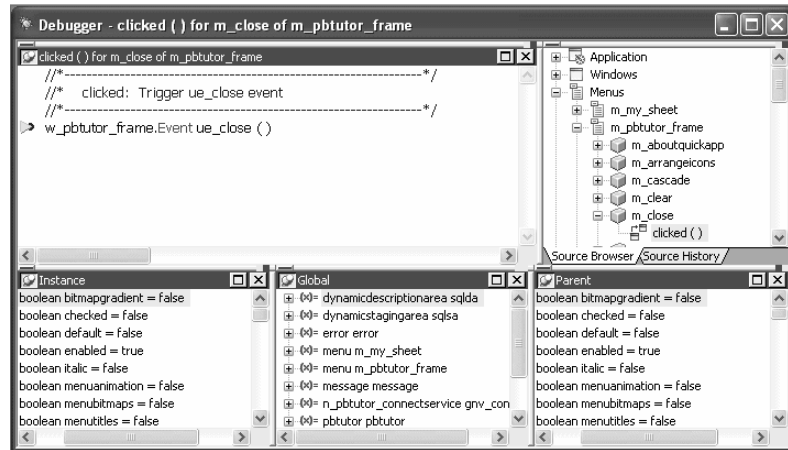 Debugger - clicked ( ) for m_close of m_pbtutor_frame
clicked ( ) for m_close of m_pbtutor_frame
//*-----------------------------------------------------------------*/
//* clicked: Trigger ue_close event
//*-----------------------------------------------------------------*/
w_pbtutor_frame.Event ue_close ( )
Application
Windows
Menus
m_my_sheet
m_pbtutor_frame
m_aboutquickapp
m_arrangeicons
m_cascade
m_clear
m_close
clicked ( )
Source Browser
Source History
Instance
boolean bitmapgradient = false
boolean checked = false
boolean default = false
boolean enabled = true
boolean italic = false
boolean menuanimation = false
boolean menubitmaps = false
boolean menutitles = false
Global
(x)= dynamicdescriptionarea sqlda
(x)= dynamicstagingarea sqlsa
(x)= error error
(x)= menu m_my_sheet
(x)= menu m_pbtutor_frame
(x)= message message
(x)= n_pbtutor_connectservice gnv_con
(x)= pbtutor pbtutor
Parent
boolean bitmapgradient = false
boolean checked = false
boolean default = false
boolean enabled = true
boolean italic = false
boolean menuanimation = false
boolean menubitmaps = false
boolean menutitles = false